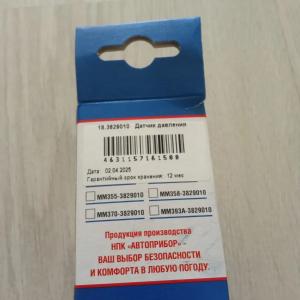 18.3829010 Датчик давления
4631157161500
Дата: 02.04.2025
Гарантийный срок хранения: 12 мес
ММ355-3829010
ММ358-3829010
ММ370-3829010
ММ393А-3829010
Продукция производства
НПК «АВТОПРИБОР»
ВАШ ВЫБОР БЕЗОПАСНОСТИ
И КОМФОРТА В ЛЮБУЮ ПОГОДУ.